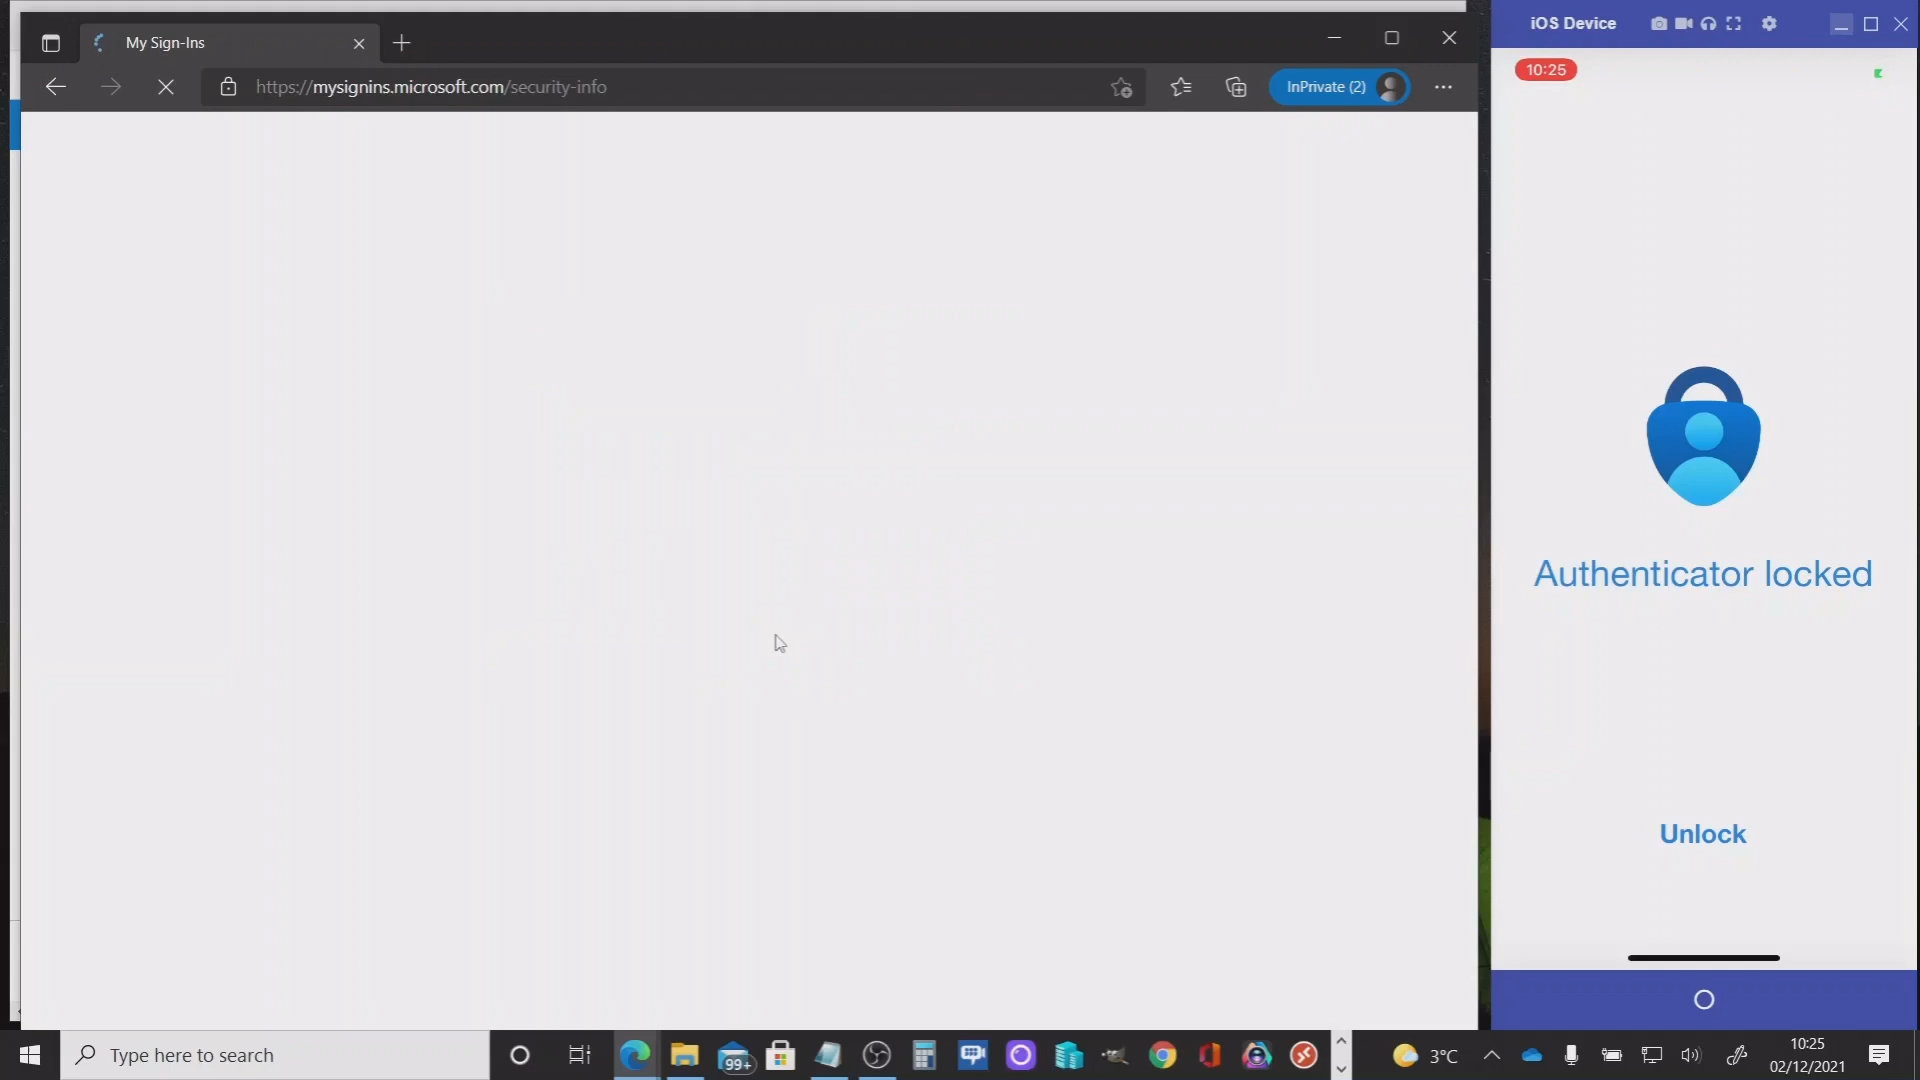 My Sign-Ins
https://mysignins.microsoft.com/security-info
InPrivate (2)
iOS Device
10:25
Authenticator locked
Unlock
Type here to search
99+
3°C
10:25
02/12/2021